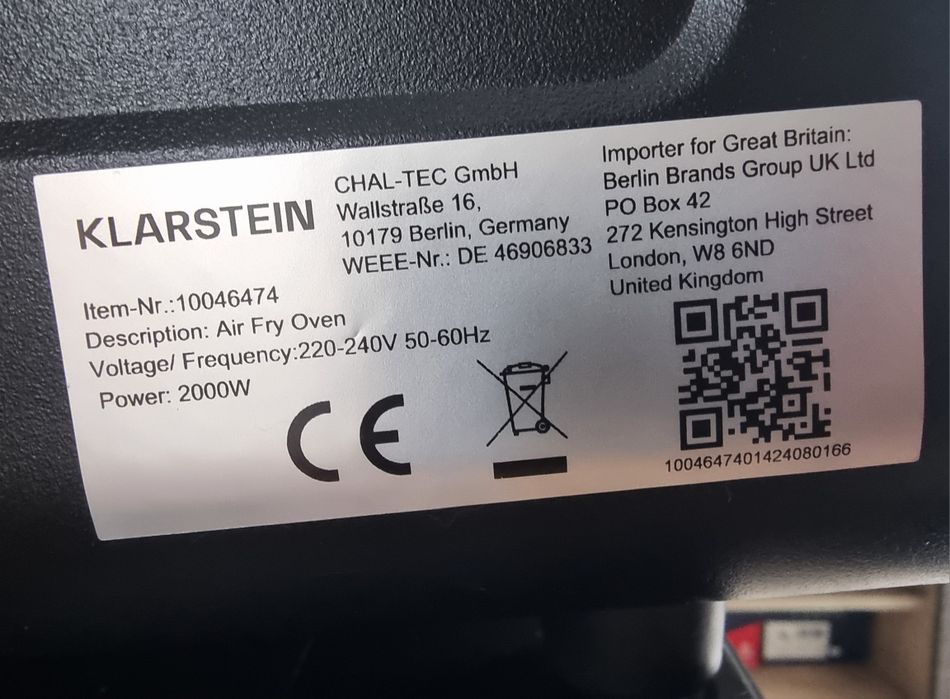 KLARSTEIN
CHAL-TEC GmbH
Wallstraße 16,
10179 Berlin, Germany
WEEE-Nr.: DE 46906833
Importer for Great Britain:
Berlin Brands Group UK Ltd
PO Box 42
272 Kensington High Street
London, W8 6ND
United Kingdom
Item-Nr.:10046474
Description: Air Fry Oven
Voltage/ Frequency:220-240V 50-60Hz
Power: 2000W
CE
1004647401424080166